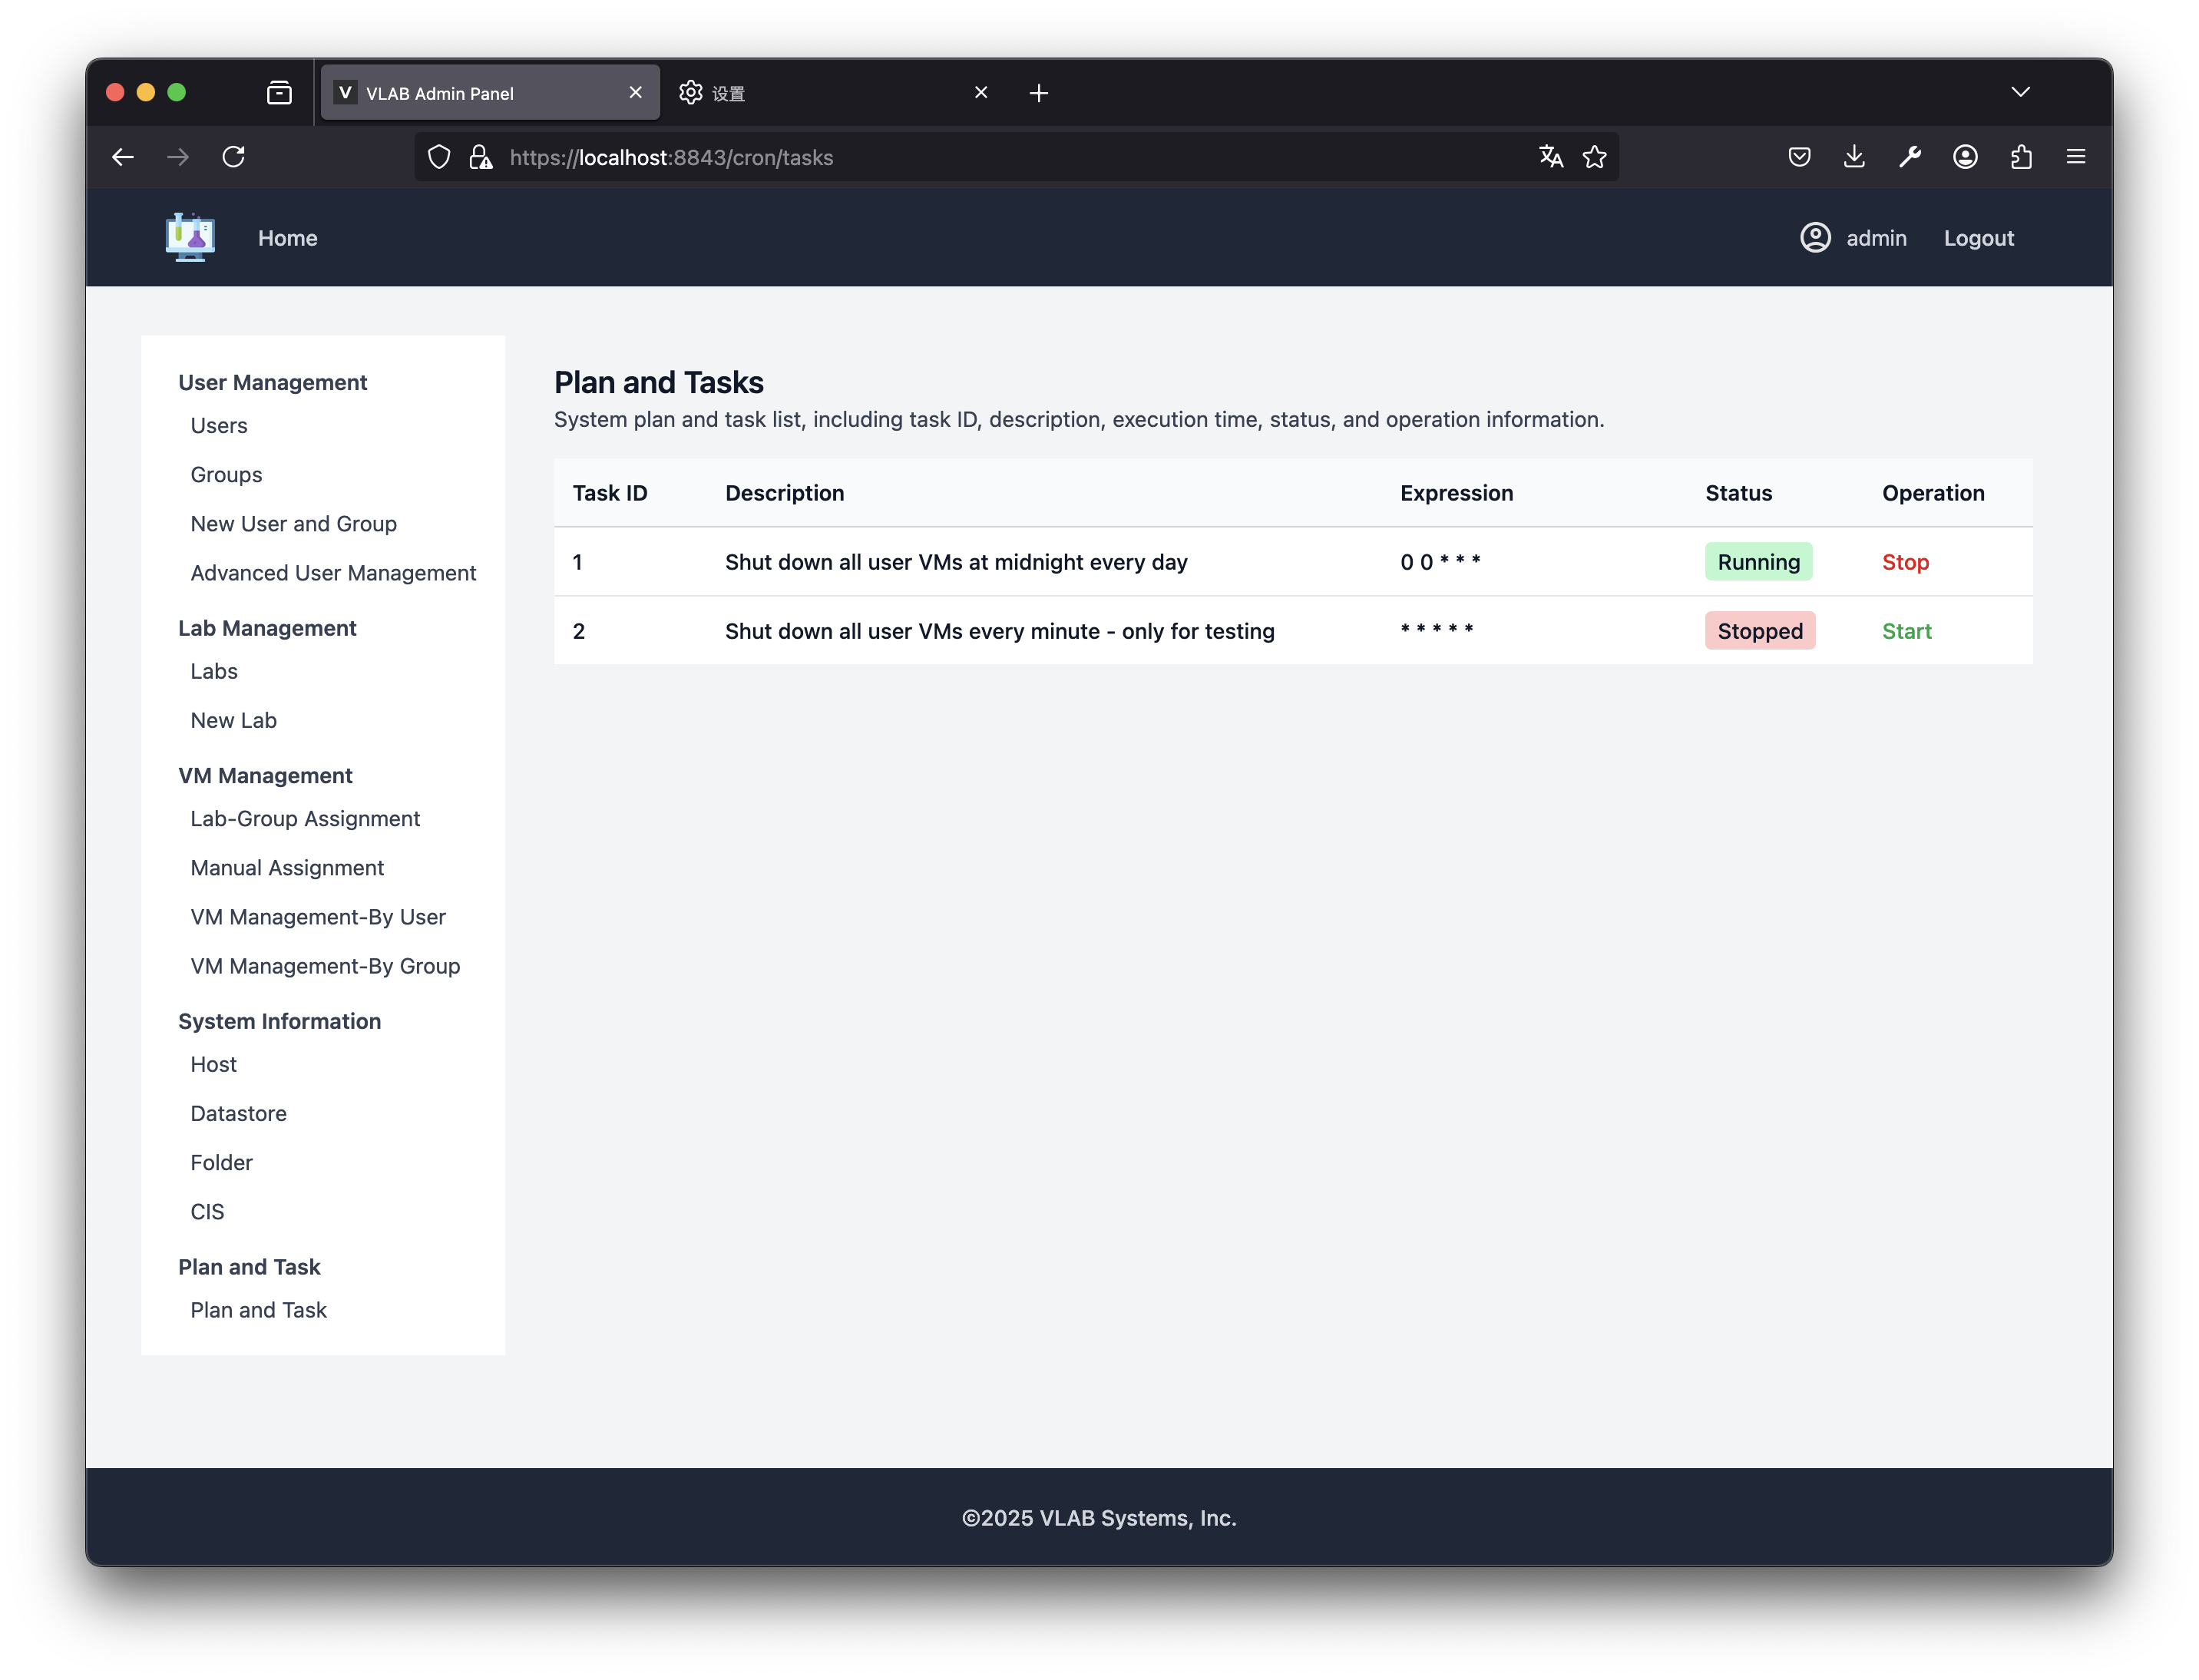 V VLAB Admin Panel
设置
https://localhost:8843/cron/tasks
Home
admin
Logout
User Management
Users
Groups
New User and Group
Advanced User Management
Lab Management
Labs
New Lab
VM Management
Lab-Group Assignment
Manual Assignment
VM Management-By User
VM Management-By Group
System Information
Host
Datastore
Folder
CIS
Plan and Task
Plan and Task
Plan and Tasks
System plan and task list, including task ID, description, execution time, status, and operation information.
Task ID Description Expression Status Operation
1 Shut down all user VMs at midnight every day 0 0 * * * Running Stop
2 Shut down all user VMs every minute - only for testing * * * * * Stopped Start
©2025 VLAB Systems, Inc.